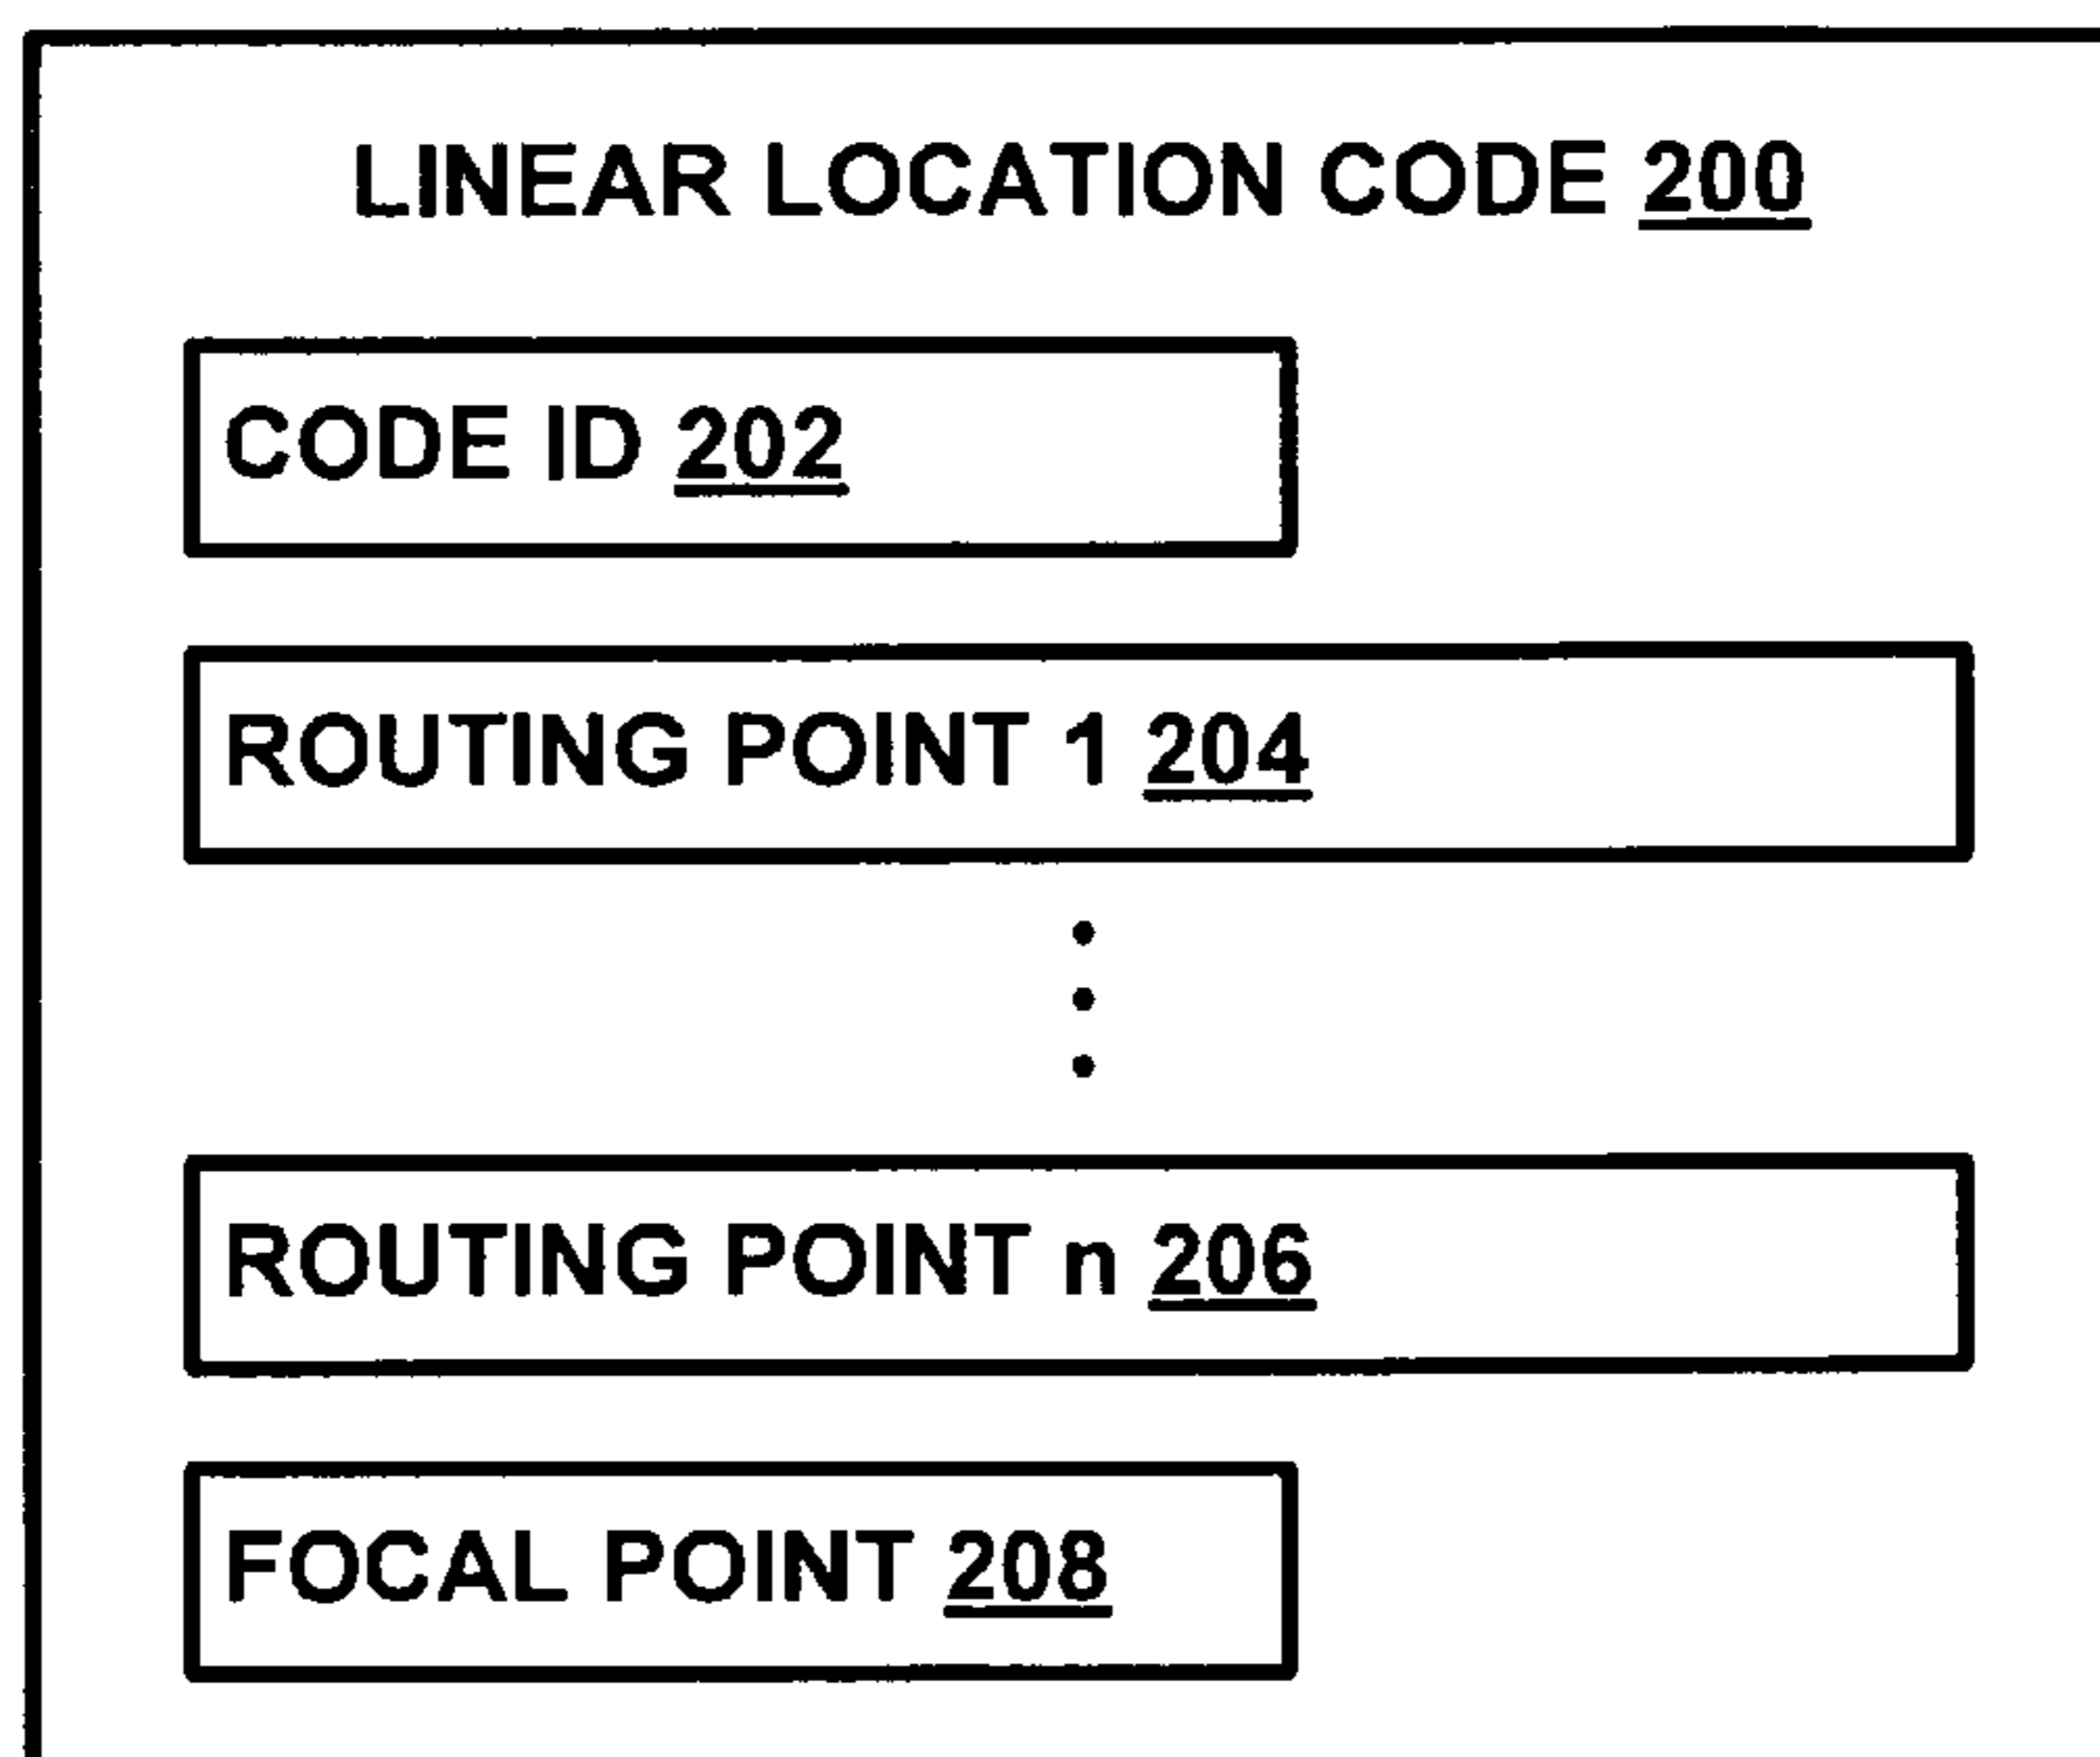 LINEAR LOCATION CODE 200
CODE ID 202
ROUTING POINT 1 204
ROUTING POINT n 206
FOCAL POINT 208